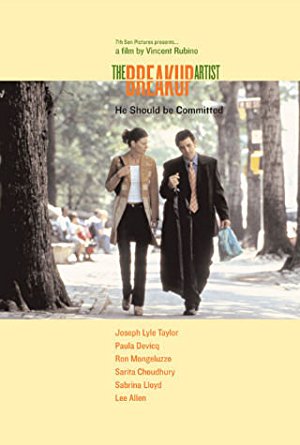 7th Sen Pictures presents...
a film by Vincent Rubino
THE BREAKUP ARTIST
He Should be Committed
Joseph Lyle Taylor
Paula Devicq
Ron Mongeluzzo
Sarita Choudhury
Sabrina Lloyd
Lee Allen